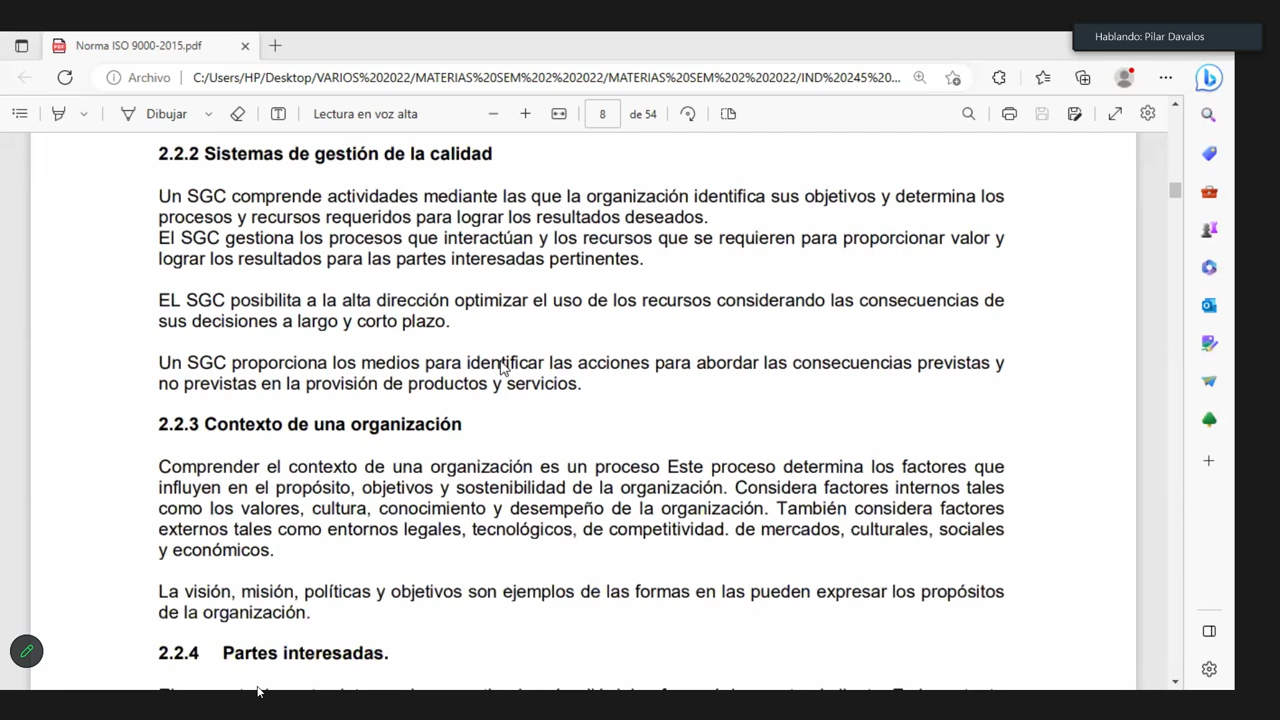 Hablando: Pilar Davalos
Norma ISO 9000-2015.pdf
Archivo
C:/Users/HP/Desktop/VARIOS%202022/MATERIAS%20SEM%202%202022/MATERIAS%20SEM%202%202022/IND%20245%20...
Dibujar
Lectura en voz alta
8
de 54
2.2.2 Sistemas de gestión de la calidad
Un SGC comprende actividades mediante las que la organización identifica sus objetivos y determina los
procesos y recursos requeridos para lograr los resultados deseados.
El SGC gestiona los procesos que interactúan y los recursos que se requieren para proporcionar valor y
lograr los resultados para las partes interesadas pertinentes.
EL SGC posibilita a la alta dirección optimizar el uso de los recursos considerando las consecuencias de
sus decisiones a largo y corto plazo.
Un SGC proporciona los medios para identificar las acciones para abordar las consecuencias previstas y
no previstas en la provisión de productos y servicios.
2.2.3 Contexto de una organización
Comprender el contexto de una organización es un proceso Este proceso determina los factores que
influyen en el propósito, objetivos y sostenibilidad de la organización. Considera factores internos tales
como los valores, cultura, conocimiento y desempeño de la organización. También considera factores
externos tales como entornos legales, tecnológicos, de competitividad. de mercados, culturales, sociales
y económicos.
La visión, misión, políticas y objetivos son ejemplos de las formas en las pueden expresar los propósitos
de la organización.
2.2.4 Partes interesadas.